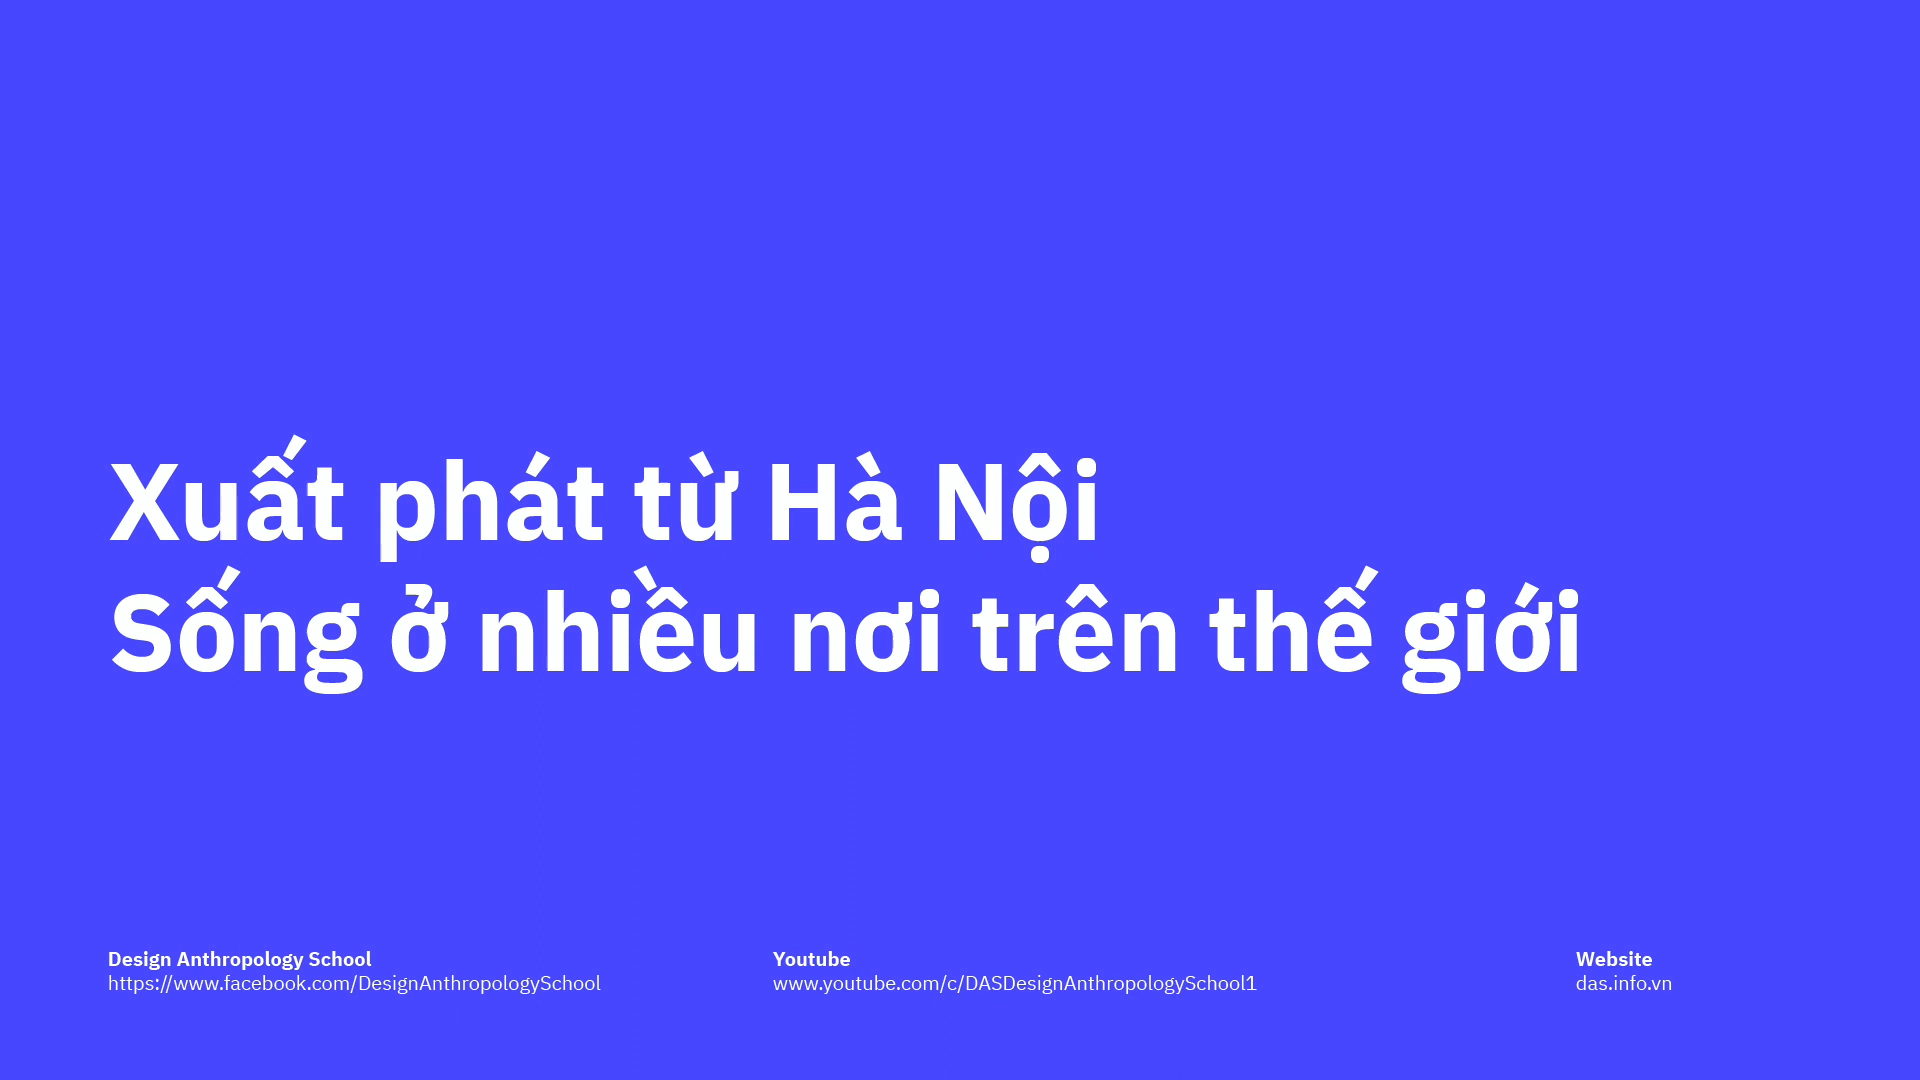 Xuất phát từ Hà Nội
Sống ở nhiều nơi trên thế giới
Design Anthropology School
https://www.facebook.com/DesignAnthropologySchool
Youtube
www.youtube.com/c/DASDesignAnthropologySchool1
Website
das.info.vn